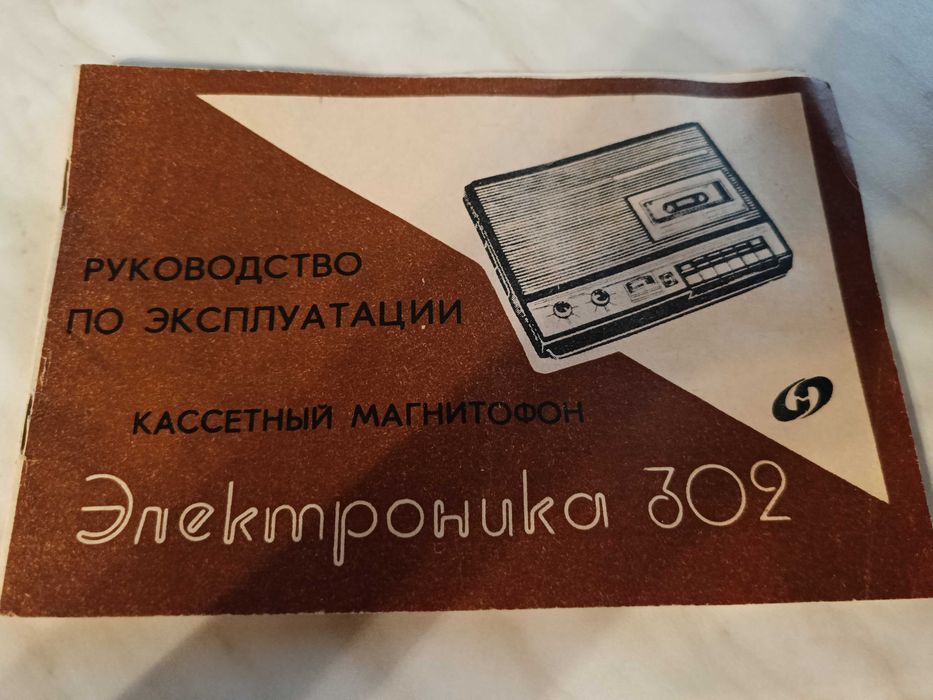 РУКОВОДСТВО
ПО ЭКСПЛУАТАЦИИ
КАССЕТНЫЙ МАГНИТОФОН
Электроника 302